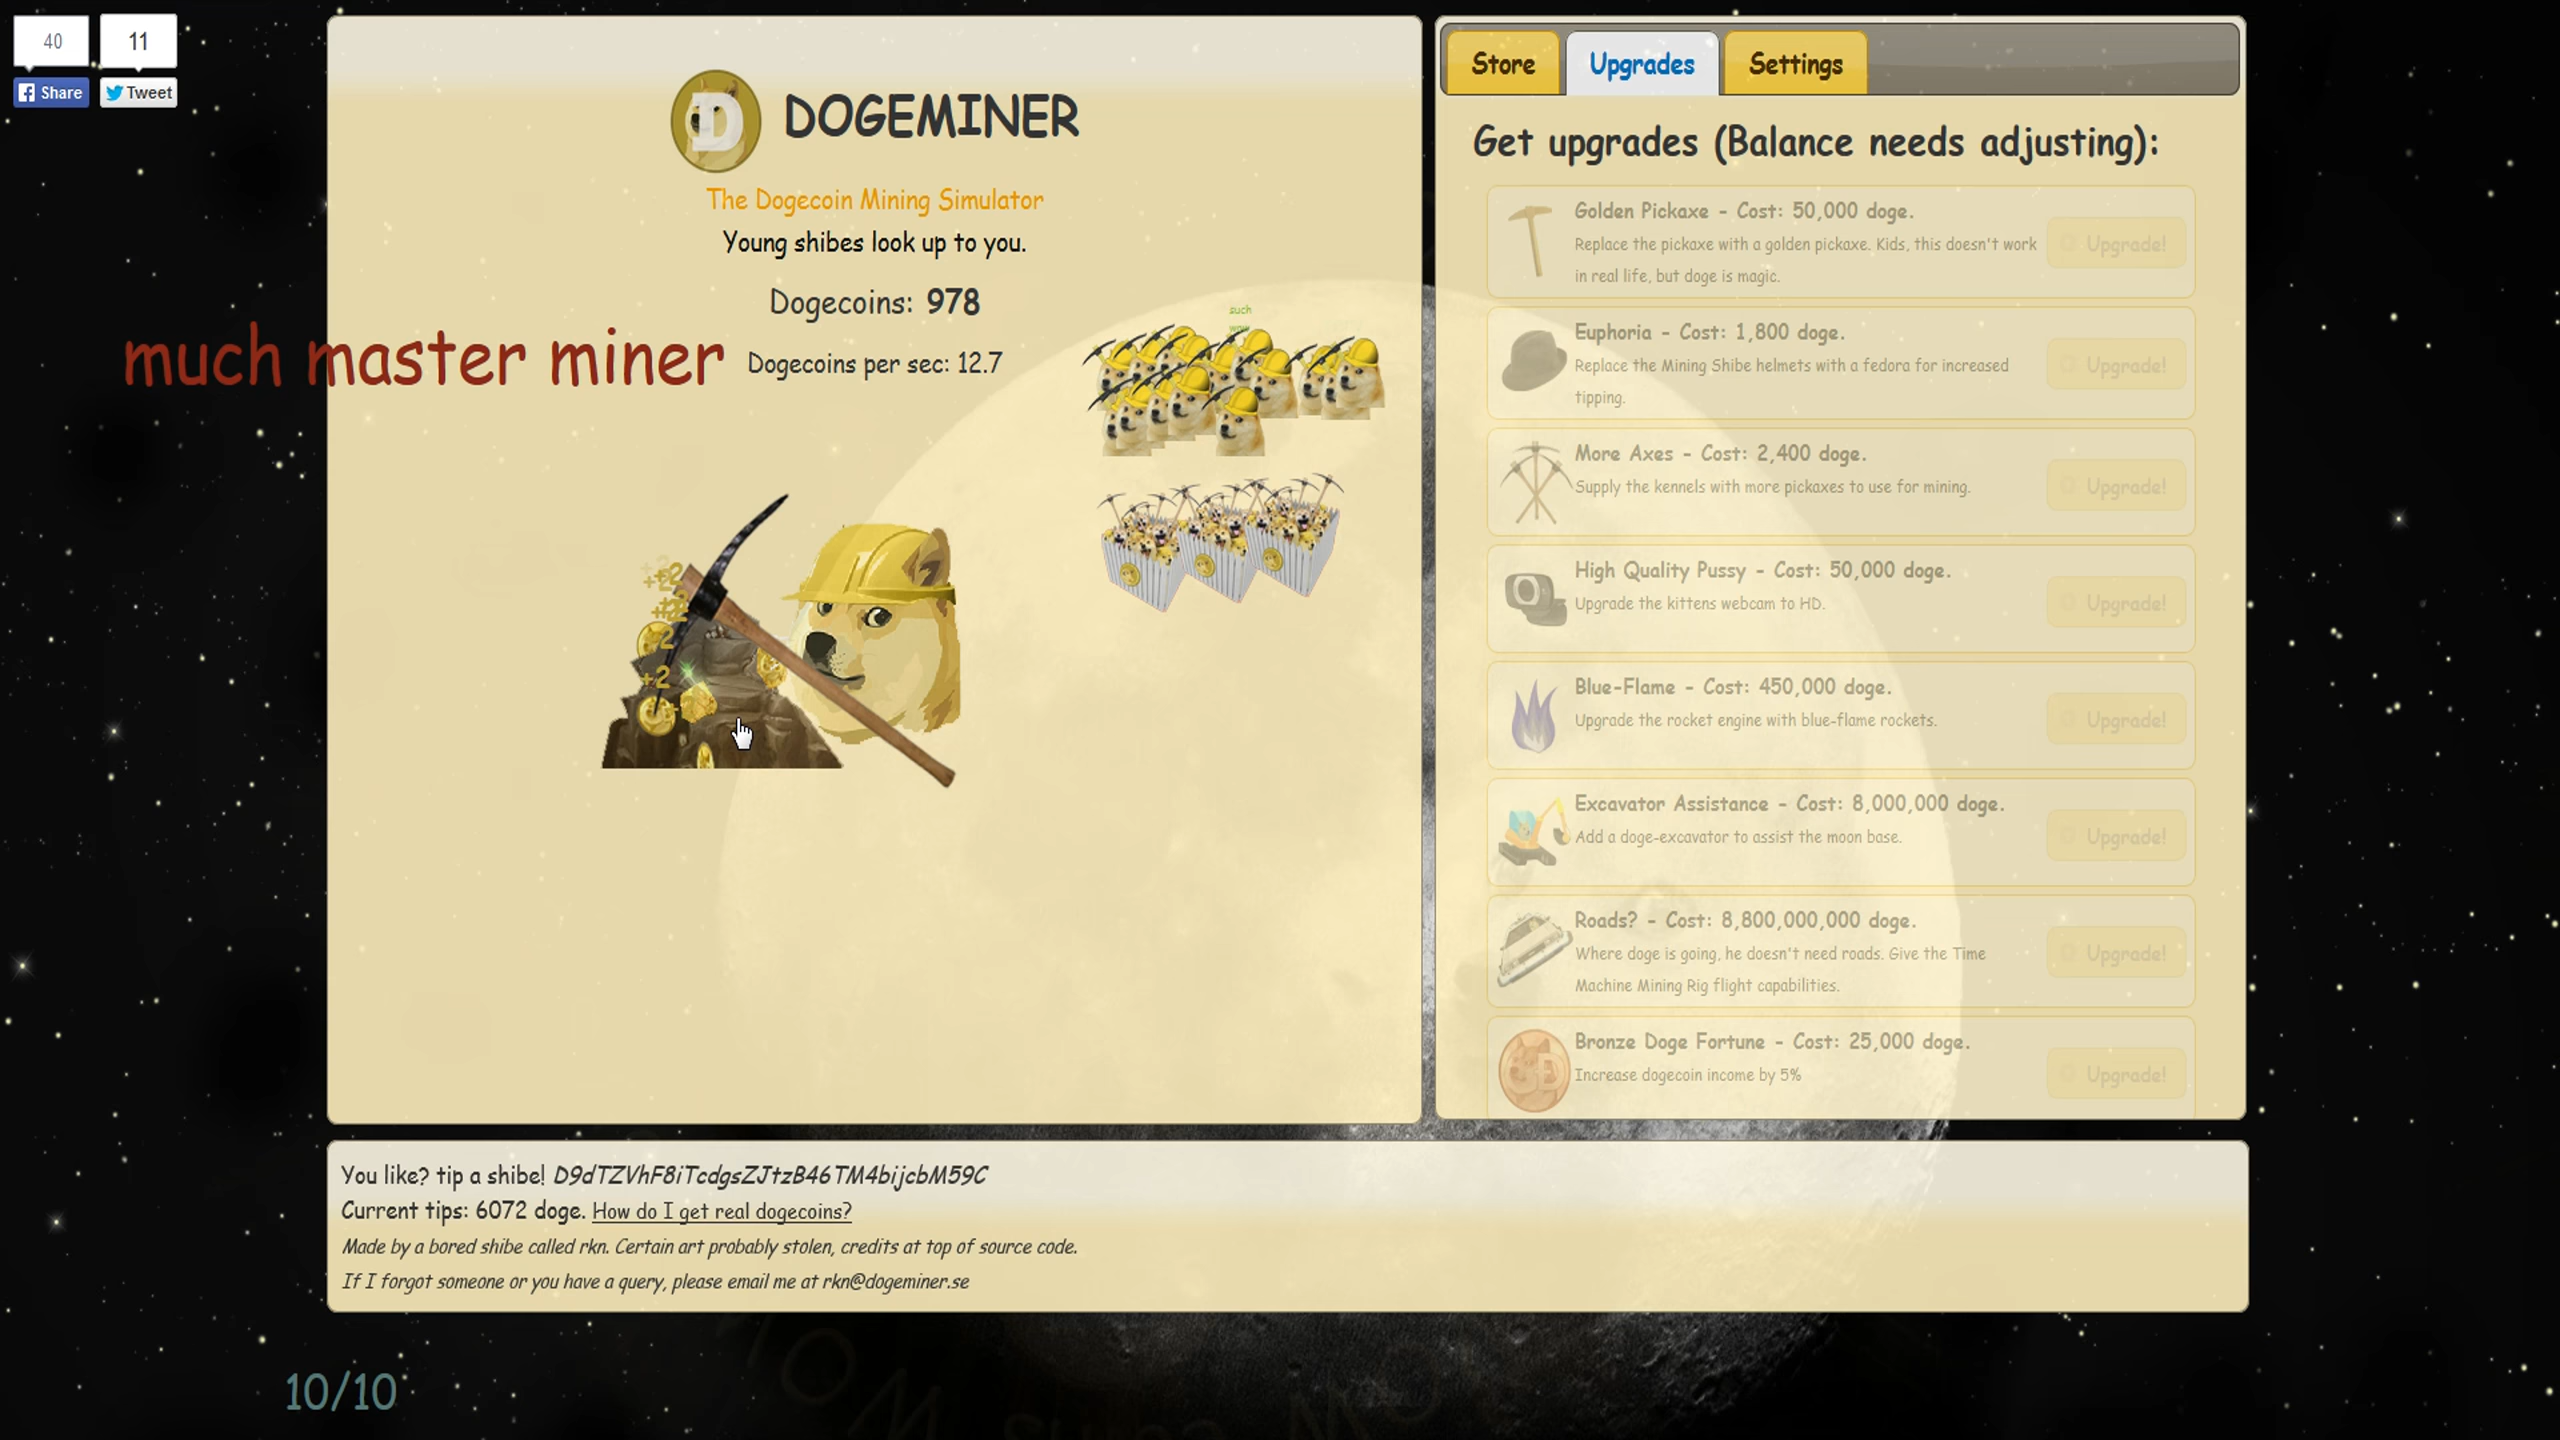 40
11
Share
Tweet
DOGEMINER
The Dogecoin Mining Simulator
Young shibes look up to you.
Dogecoins: 978
much master miner
Dogecoins per sec: 12.7
such
wow
+2
+2
+2
Store
Upgrades
Settings
Get upgrades (Balance needs adjusting):
Golden Pickaxe - Cost: 50,000 doge.
Replace the pickaxe with a golden pickaxe. Kids, this doesn't work
in real life, but doge is magic.
Upgrade!
Euphoria - Cost: 1,800 doge.
Replace the Mining Shibe helmets with a fedora for increased
tipping.
Upgrade!
More Axes - Cost: 2,400 doge.
Supply the kennels with more pickaxes to use for mining.
Upgrade!
High Quality Pussy - Cost: 50,000 doge.
Upgrade the kittens webcam to HD.
Upgrade!
Blue-Flame - Cost: 450,000 doge.
Upgrade the rocket engine with blue-flame rockets.
Upgrade!
Excavator Assistance - Cost: 8,000,000 doge.
Add a doge-excavator to assist the moon base.
Upgrade!
Roads? - Cost: 8,800,000,000 doge.
Where doge is going, he doesn't need roads. Give the Time
Machine Mining Rig flight capabilities.
Upgrade!
Bronze Doge Fortune - Cost: 25,000 doge.
Increase dogecoin income by 5%
Upgrade!
You like? tip a shibe! D9dTZVhF8iTcdgsZJtzB46TM4bijcbM59C
Current tips: 6072 doge. How do I get real dogecoins?
Made by a bored shibe called rkn. Certain art probably stolen, credits at top of source code.
If I forgot someone or you have a query, please email me at rkn@dogeminer.se
10/10